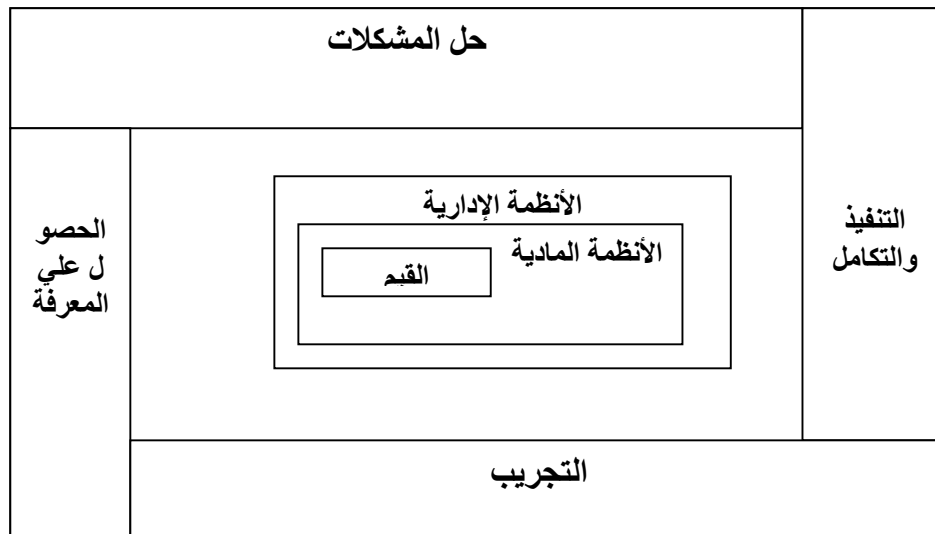 حل المشكلات
التنفيذ
والتكامل
الأنظمة الإدارية
الأنظمة المادية
القيم
الحصو
ل علي
المعرفة
التجريب